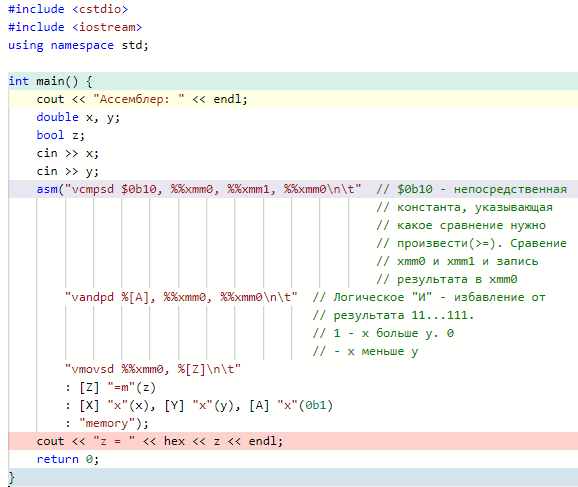 #include <cstdio>
#include <iostream>
using namespace std;
int main() {
cout << "Ассемблер: " << endl;
double x, y;
bool z;
cin >> x;
cin >> y;
asm("vcmpsd $0b10, %%xmm0, %%xmm1, %%xmm0\n\t" // $0b10 - непосредственная
// константа, указывающая
// какое сравнение нужно
// произвести(>=). Сравение
// xmm0 и xmm1 и запись
// результата в xmm0
"vandpd %[A], %%xmm0, %%xmm0\n\t" // Логическое "И" - избавление от
// результата 11...111.
// 1 - x больше y. 0
// - x меньше y
"vmovsd %%xmm0, %[Z]\n\t"
: [Z] "=m"(z)
: [X] "x"(x), [Y] "x"(y), [A] "x"(0b1)
: "memory");
cout << "z = " << hex << z << endl;
return 0;
}